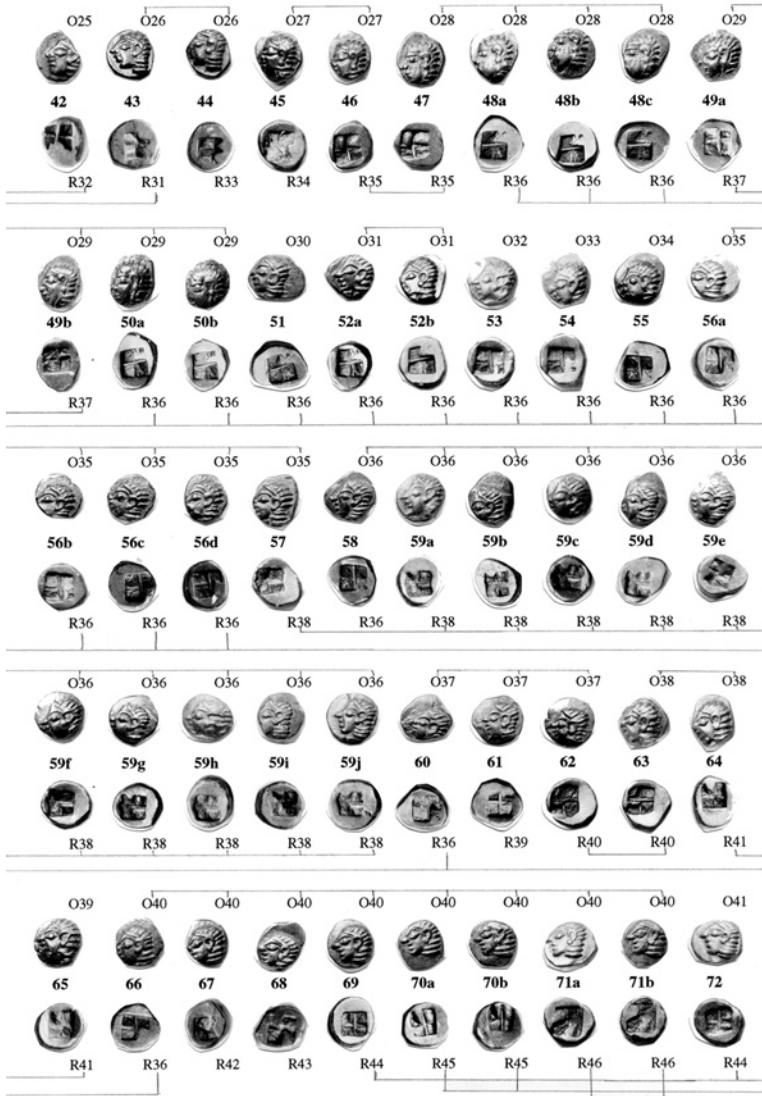 O25 O26 O26 O27 O27 O28 O28 O28 O28 O29
42 43 44 45 46 47 48a 48b 48c 49a
R32 R31 R33 R34 R35 R35 R36 R36 R36 R37
O29 O29 O29 O30 O31 O31 O32 O33 O34 O35
49b 50a 50b 51 52a 52b 53 54 55 56a
R37 R36 R36 R36 R36 R36 R36 R36 R36 R36
O35 O35 O35 O35 O36 O36 O36 O36 O36 O36
56b 56c 56d 57 58 59a 59b 59c 59d 59e
R36 R36 R36 R38 R36 R38 R38 R38 R38 R38
O36 O36 O36 O36 O36 O37 O37 O37 O38 O38
59f 59g 59h 59i 59j 60 61 62 63 64
R38 R38 R38 R38 R38 R36 R39 R40 R40 R41
O39 O40 O40 O40 O40 O40 O40 O40 O40 O41
65 66 67 68 69 70a 70b 71a 71b 72
R41 R36 R42 R43 R44 R45 R45 R46 R46 R44